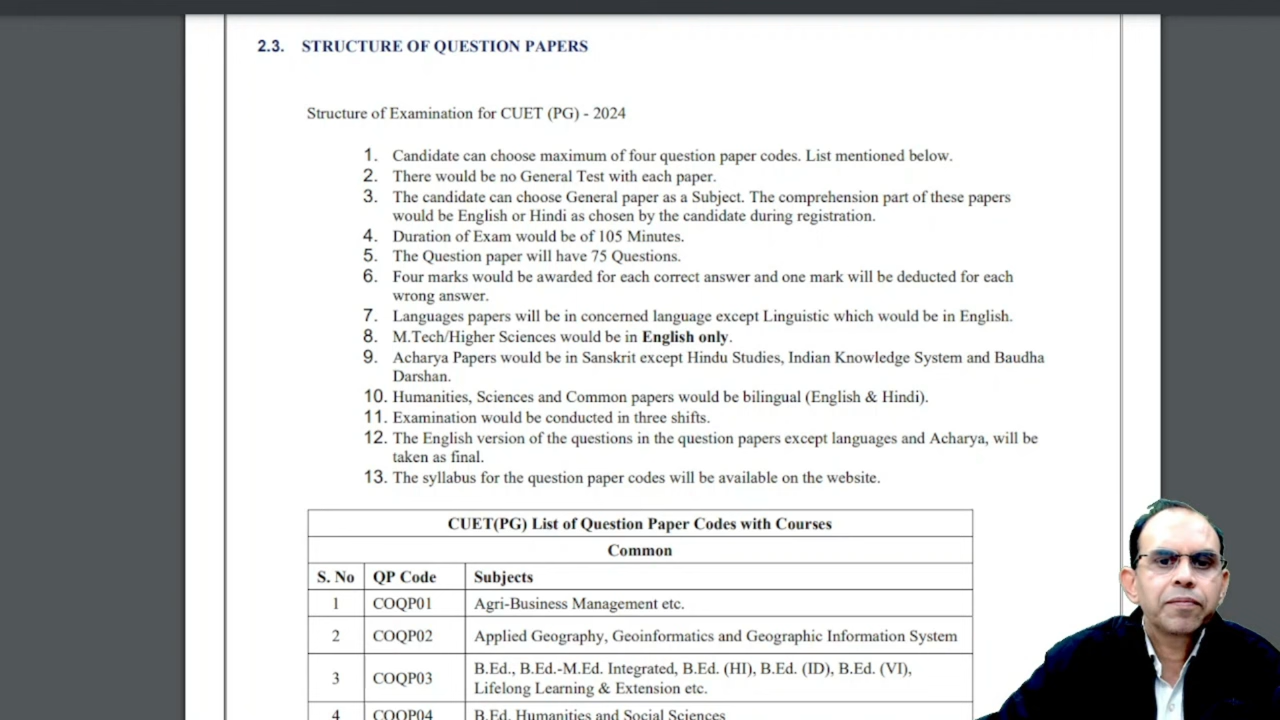 2.3. STRUCTURE OF QUESTION PAPERS
Structure of Examination for CUET (PG) - 2024
1. Candidate can choose maximum of four question paper codes. List mentioned below.
2. There would be no General Test with each paper.
3. The candidate can choose General paper as a Subject. The comprehension part of these papers
would be English or Hindi as chosen by the candidate during registration.
4. Duration of Exam would be of 105 Minutes.
5. The Question paper will have 75 Questions.
6. Four marks would be awarded for each correct answer and one mark will be deducted for each
wrong answer.
7. Languages papers will be in concerned language except Linguistic which would be in English.
8. M.Tech/Higher Sciences would be in English only.
9. Acharya Papers would be in Sanskrit except Hindu Studies, Indian Knowledge System and Baudha
Darshan.
10. Humanities, Sciences and Common papers would be bilingual (English & Hindi).
11. Examination would be conducted in three shifts.
12. The English version of the questions in the question papers except languages and Acharya, will be
taken as final.
13. The syllabus for the question paper codes will be available on the website.
CUET(PG) List of Question Paper Codes with Courses
Common
S. No QP Code Subjects
1 COQP01 Agri-Business Management etc.
2 COQP02 Applied Geography, Geoinformatics and Geographic Information System
3 COQP03 B.Ed., B.Ed.-M.Ed. Integrated, B.Ed. (HI), B.Ed. (ID), B.Ed. (VI),
Lifelong Learning & Extension etc.
4 COQP04 B.Ed. Humanities and Social Sciences